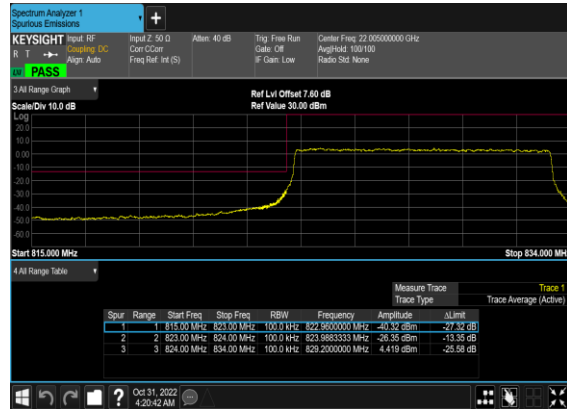 Spectrum Analyzer 1
Spurious Emissions
+
KEYSIGHT Input: RF Input Z: 50 Ω Atten: 40 dB Trig: Free Run Center Freq: 22.005000000 GHz
R T Coupling: DC Corr CCorr Gate: Off Avg|Hold: 100/100
Align: Auto Freq Ref: Int (S) IF Gain: Low Radio Std: None
PASS
3 All Range Graph
Ref Lvl Offset 7.60 dB
Scale/Div 10.0 dB Ref Value 30.00 dBm
Log
20.0
10.0
0.00
-10.0
-20.0
-30.0
-40.0
-50.0
-60.0
Start 815.000 MHz Stop 834.000 MH
4 All Range Table
Measure Trace Trace 1
Trace Type Trace Average (Active)
Spur Range Start Freq Stop Freq RBW Frequency Amplitude ΔLimit
1 1 815.00 MHz 823.00 MHz 100.0 kHz 822.9600000 MHz -40.32 dBm -27.32 dB
2 2 823.00 MHz 824.00 MHz 100.0 kHz 823.9883333 MHz -26.35 dBm -13.35 dB
3 3 824.00 MHz 834.00 MHz 100.0 kHz 829.2000000 MHz 4.419 dBm -25.58 dB
? Oct 31, 2022
4:20:42 AM